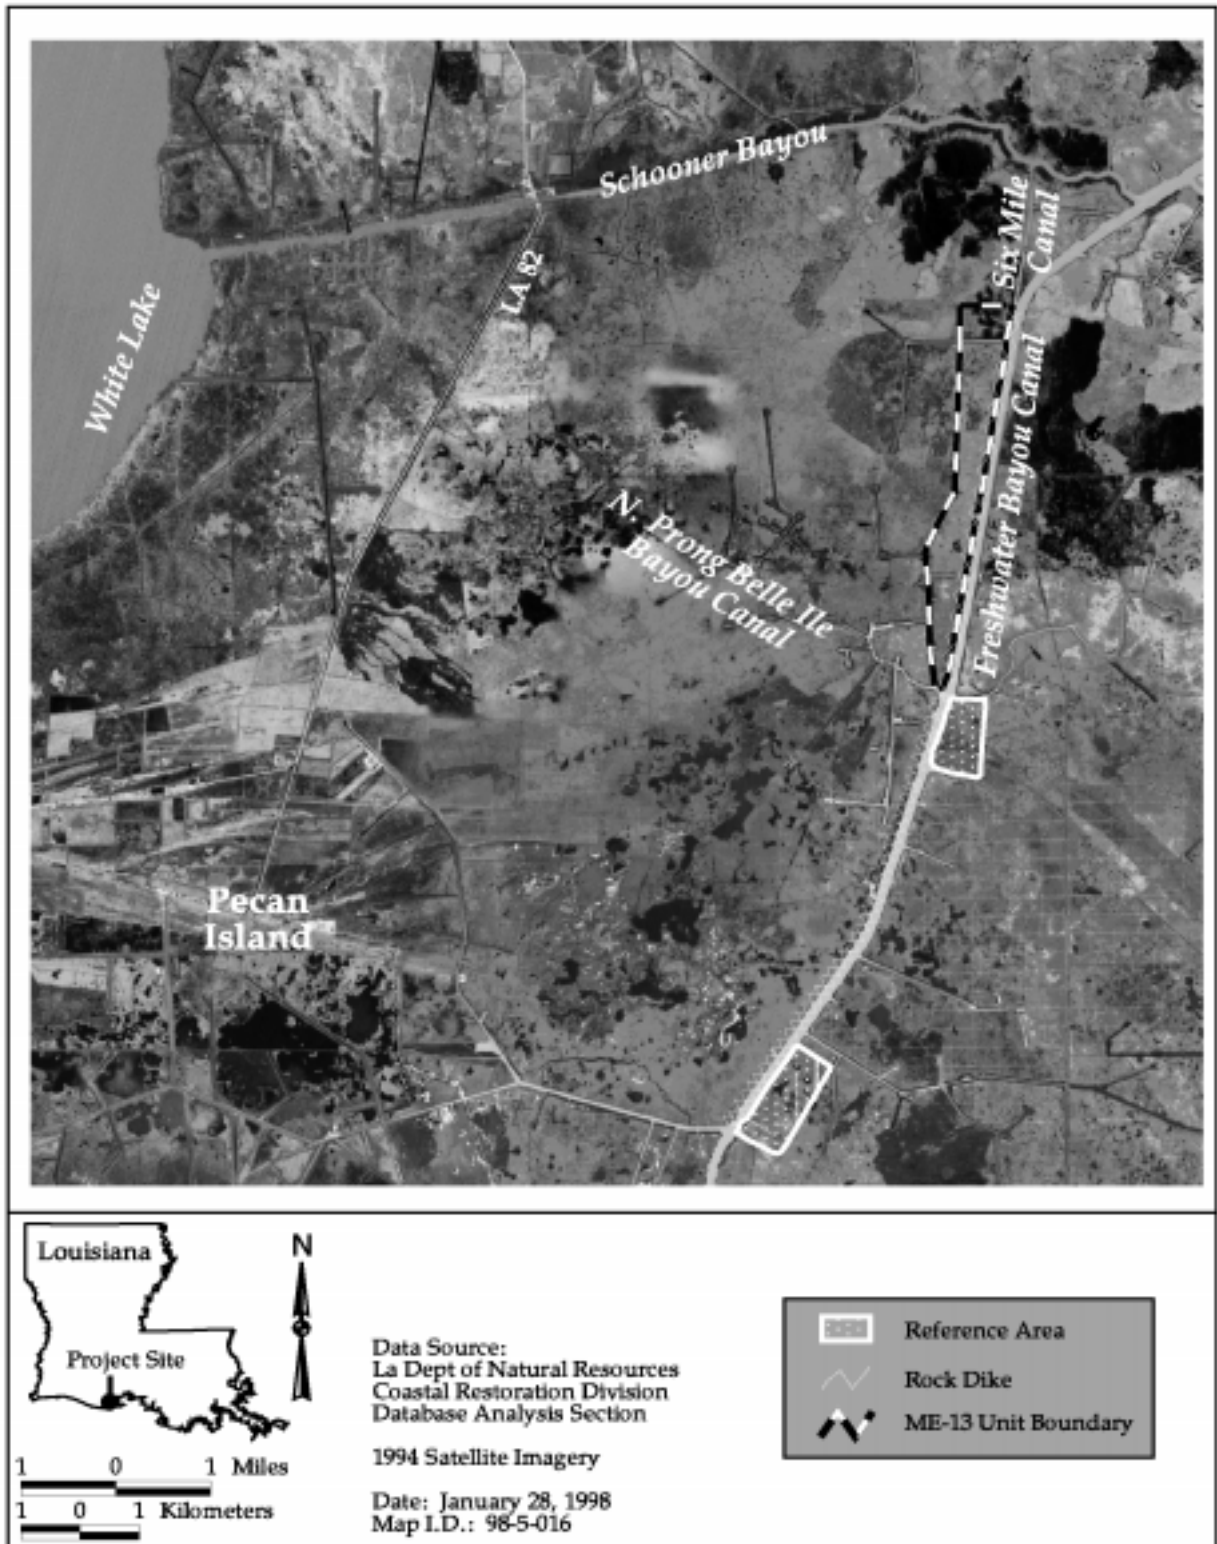 Schooner Bayou
Six Mile
Canal
LA 82
White Lake
Freshwater Bayou Canal
N. Prong Belle Ile
Bayou Canal
Pecan
Island
Louisiana
Project Site
N
1 0 1 Miles
1 0 1 Kilometers
Data Source:
La Dept of Natural Resources
Coastal Restoration Division
Database Analysis Section
1994 Satellite Imagery
Date: January 28, 1998
Map I.D.: 98-5-016
Reference Area
Rock Dike
ME-13 Unit Boundary